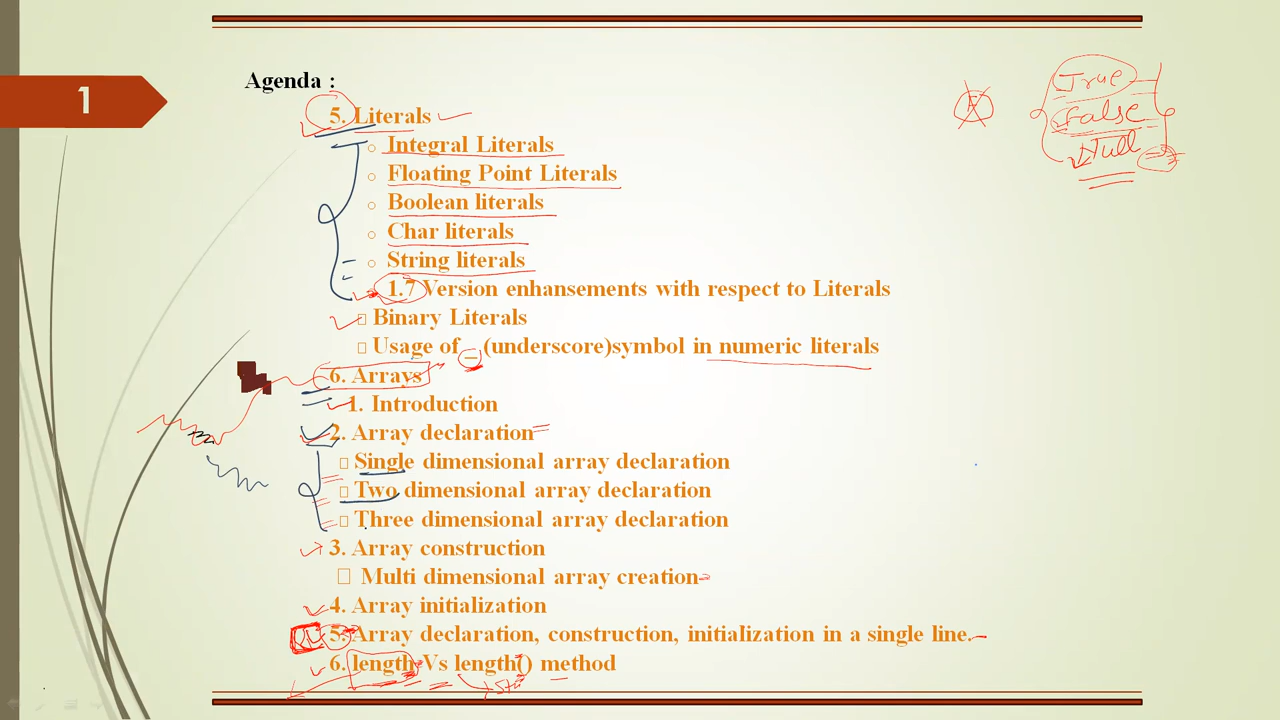 1
Agenda :
5. Literals
Integral Literals
Floating Point Literals
Boolean literals
Char literals
String literals
1.7 Version enhansements with respect to Literals
Binary Literals
Usage of _ (underscore)symbol in numeric literals
6. Arrays
1. Introduction
2. Array declaration
Single dimensional array declaration
Two dimensional array declaration
Three dimensional array declaration
3. Array construction
Multi dimensional array creation
4. Array initialization
5. Array declaration, construction, initialization in a single line.
6. length Vs length() method
True
False
Null